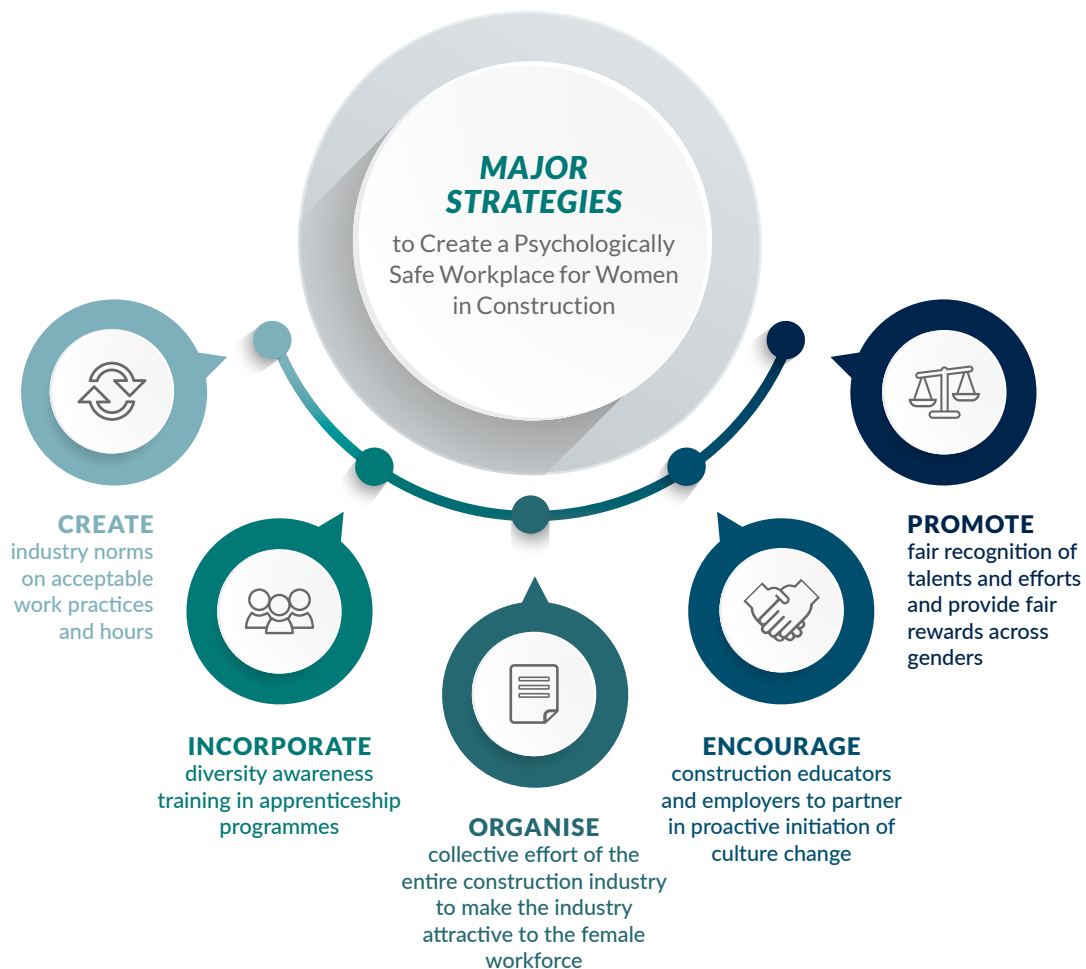 MAJOR
STRATEGIES
to Create a Psychologically
Safe Workplace for Women
in Construction
CREATE
industry norms
on acceptable
work practices
and hours
INCORPORATE
diversity awareness
training in apprenticeship
programmes
ORGANISE
collective effort of the
entire construction industry
to make the industry
attractive to the female
workforce
ENCOURAGE
construction educators
and employers to partner
in proactive initiation of
culture change
PROMOTE
fair recognition of
talents and efforts
and provide fair
rewards across
genders